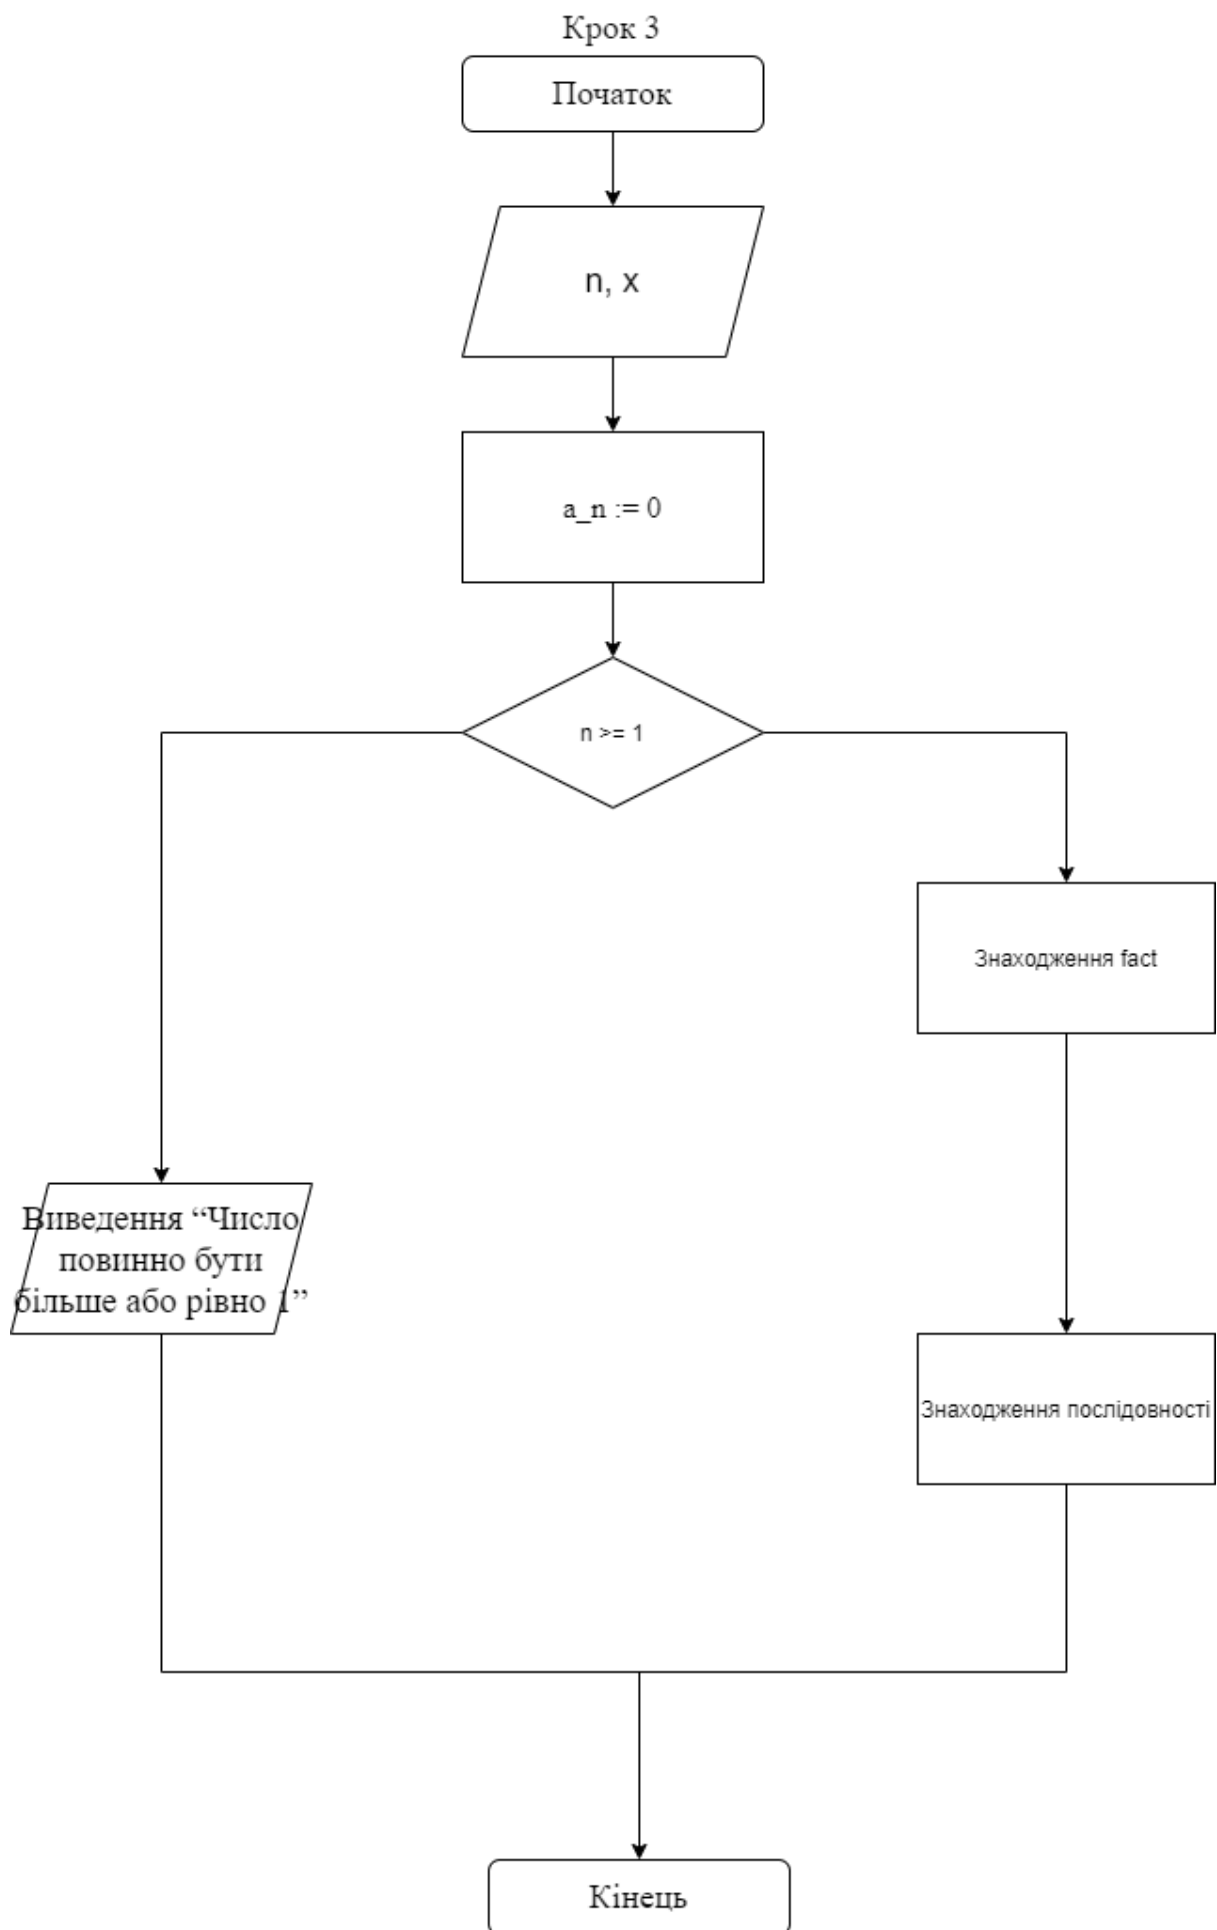 Крок 3
Початок
n, x
a_n := 0
n >= 1
Знаходження fact
Виведення “Число
повинно бути
більше або рівно 1”
Знаходження послідовності
Кінець